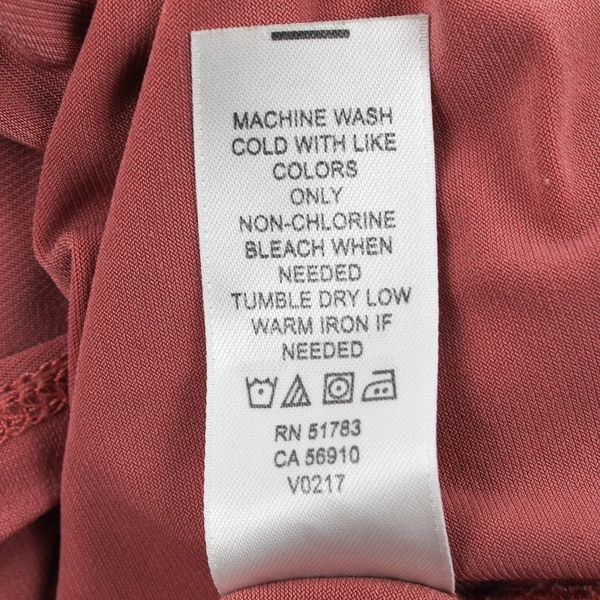 MACHINE WASH
COLD WITH LIKE
COLORS
ONLY
NON-CHLORINE
BLEACH WHEN
NEEDED
TUMBLE DRY LOW
WARM IRON IF
NEEDED
RN 51783
CA 56910
V0217